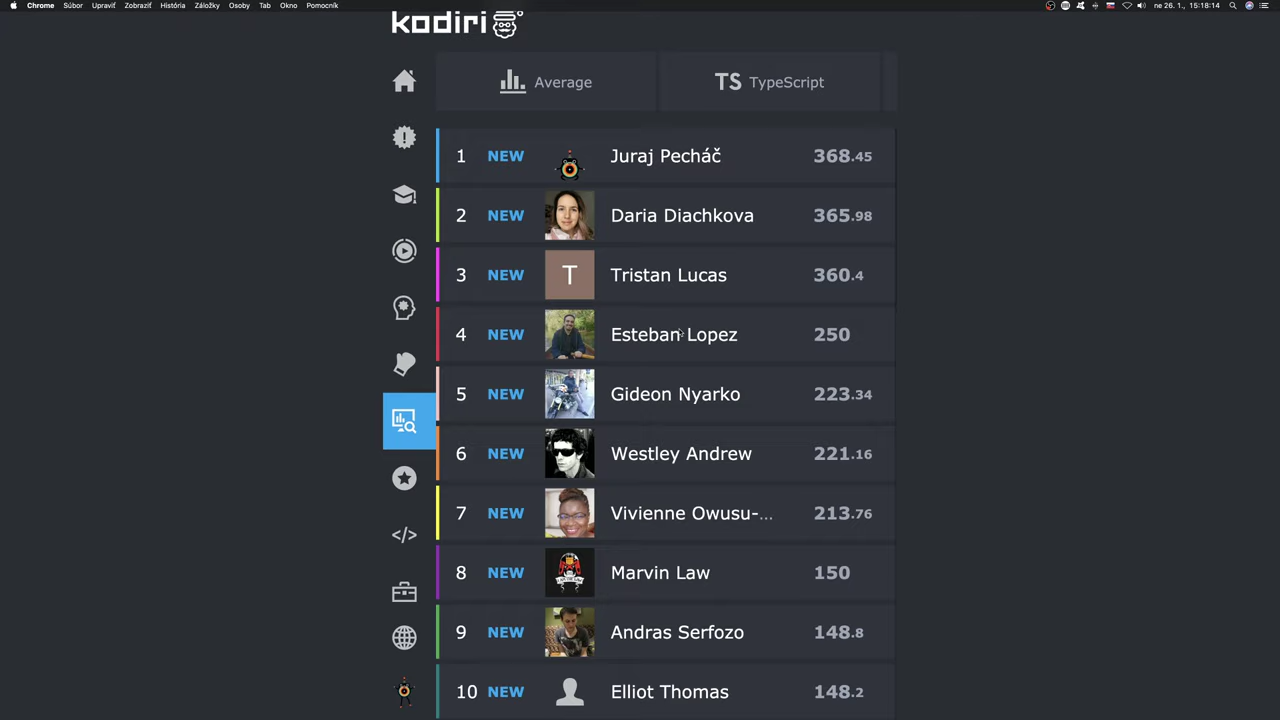 Chrome Súbor Upraviť Zobraziť História Záložky Osoby Tab Okno Pomocník ne 26. 1., 15:18:14
kodiri
Average TS TypeScript
1 NEW Juraj Pecháč 368.45
2 NEW Daria Diachkova 365.98
3 NEW T Tristan Lucas 360.4
4 NEW Esteban Lopez 250
5 NEW Gideon Nyarko 223.34
6 NEW Westley Andrew 221.16
7 NEW Vivienne Owusu-... 213.76
8 NEW Marvin Law 150
9 NEW Andras Serfozo 148.8
10 NEW Elliot Thomas 148.2